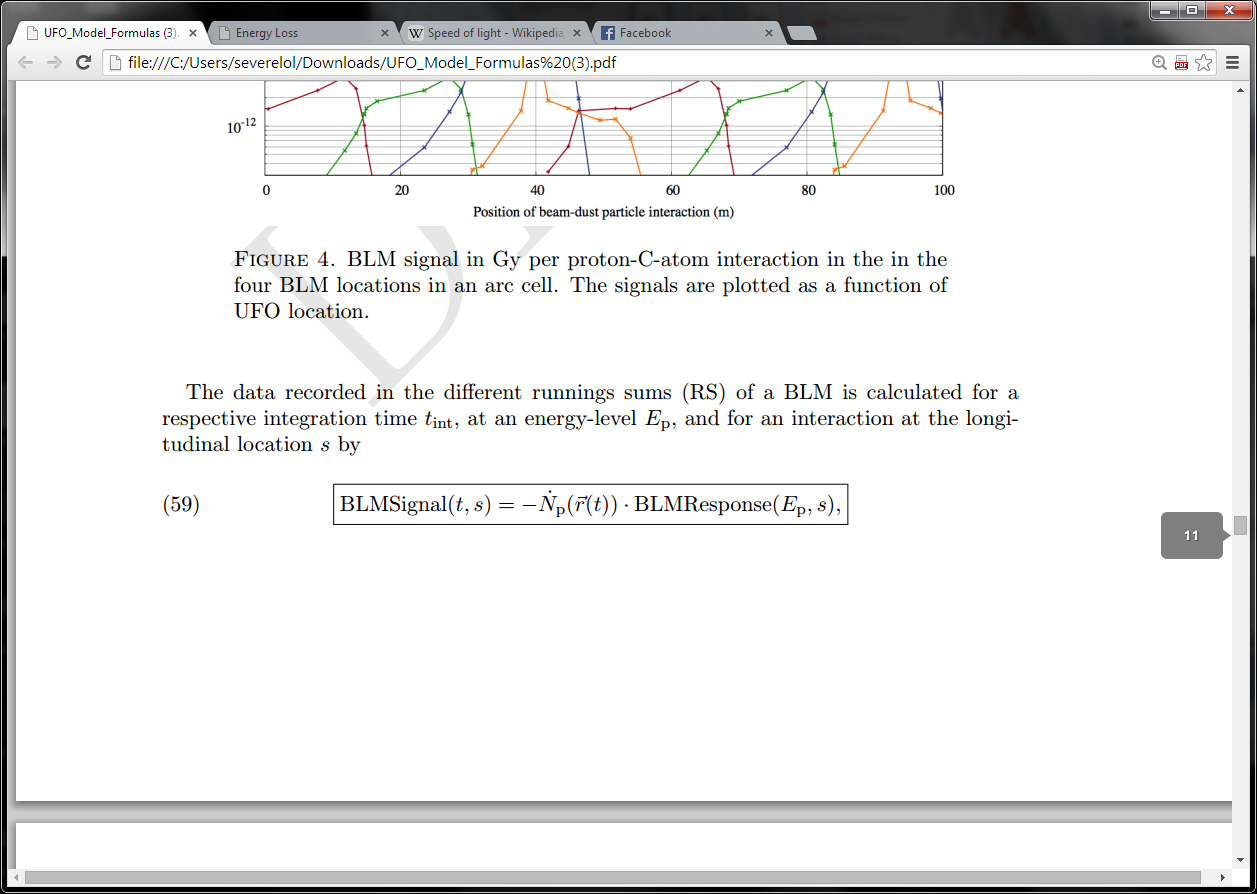 UFO_Model_Formulas (3).
Energy Loss
Speed of light - Wikipedia,
Facebook
file:///C:/Users/severelol/Downloads/UFO_Model_Formulas%20(3).pdf
10⁻¹²
0 20 40 60 80 100
Position of beam-dust particle interaction (m)
FIGURE 4. BLM signal in Gy per proton-C-atom interaction in the in the
four BLM locations in an arc cell. The signals are plotted as a function of
UFO location.
The data recorded in the different runnings sums (RS) of a BLM is calculated for a
respective integration time t_int, at an energy-level E_p, and for an interaction at the longi-
tudinal location s by
(59) BLMSignal(t, s) = −Ṅ_p(r⃗(t)) · BLMResponse(E_p, s),
11